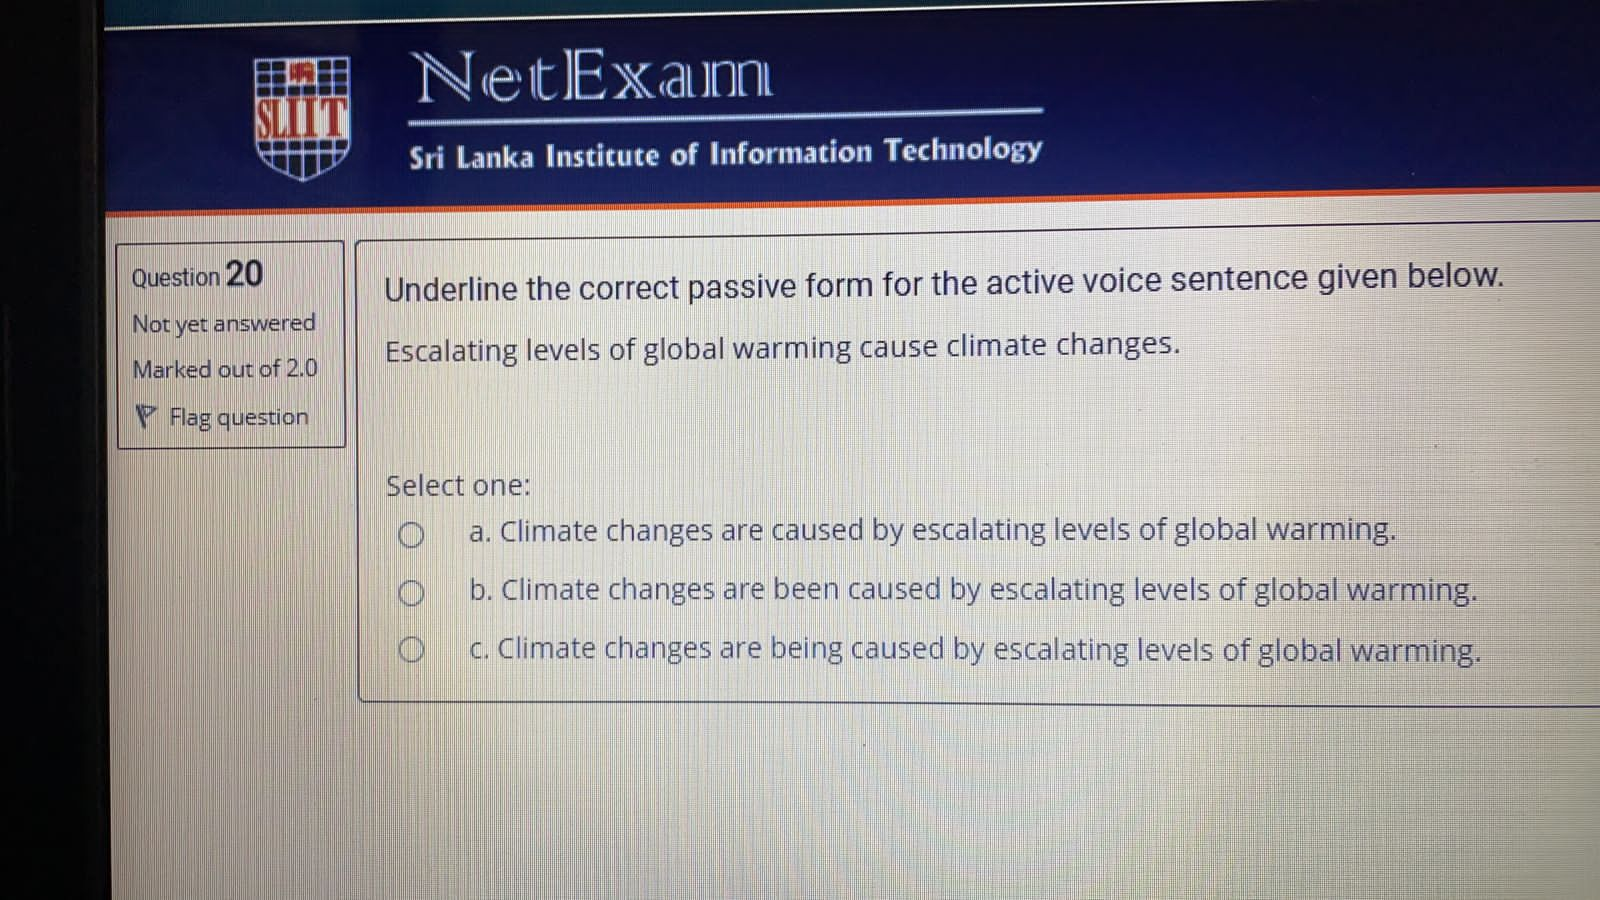 SLIIT
NetExam
Sri Lanka Institute of Information Technology
Question 20
Not yet answered
Marked out of 2.0
Flag question
Underline the correct passive form for the active voice sentence given below.
Escalating levels of global warming cause climate changes.
Select one:
a. Climate changes are caused by escalating levels of global warming.
b. Climate changes are been caused by escalating levels of global warming.
c. Climate changes are being caused by escalating levels of global warming.